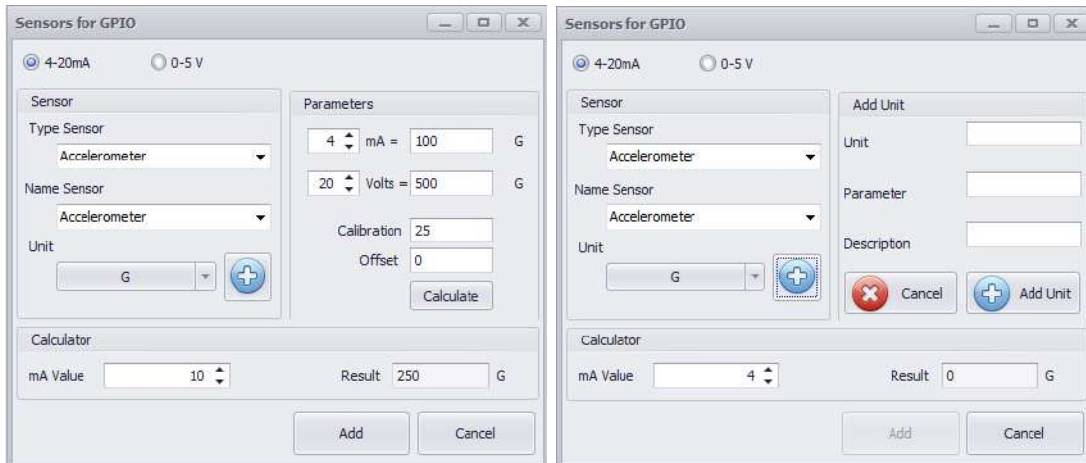 Sensors for GPIO
4-20mA 0-5 V
Sensor
Type Sensor
Accelerometer
Name Sensor
Accelerometer
Unit
G
Parameters
4 mA = 100 G
20 Volts = 500 G
Calibration 25
Offset 0
Calculate
Calculator
mA Value 10 Result 250 G
Add Cancel
Sensors for GPIO
4-20mA 0-5 V
Sensor
Type Sensor
Accelerometer
Name Sensor
Accelerometer
Unit
G
Add Unit
Unit
Parameter
Description
Cancel Add Unit
Calculator
mA Value 4 Result 0 G
Add Cancel